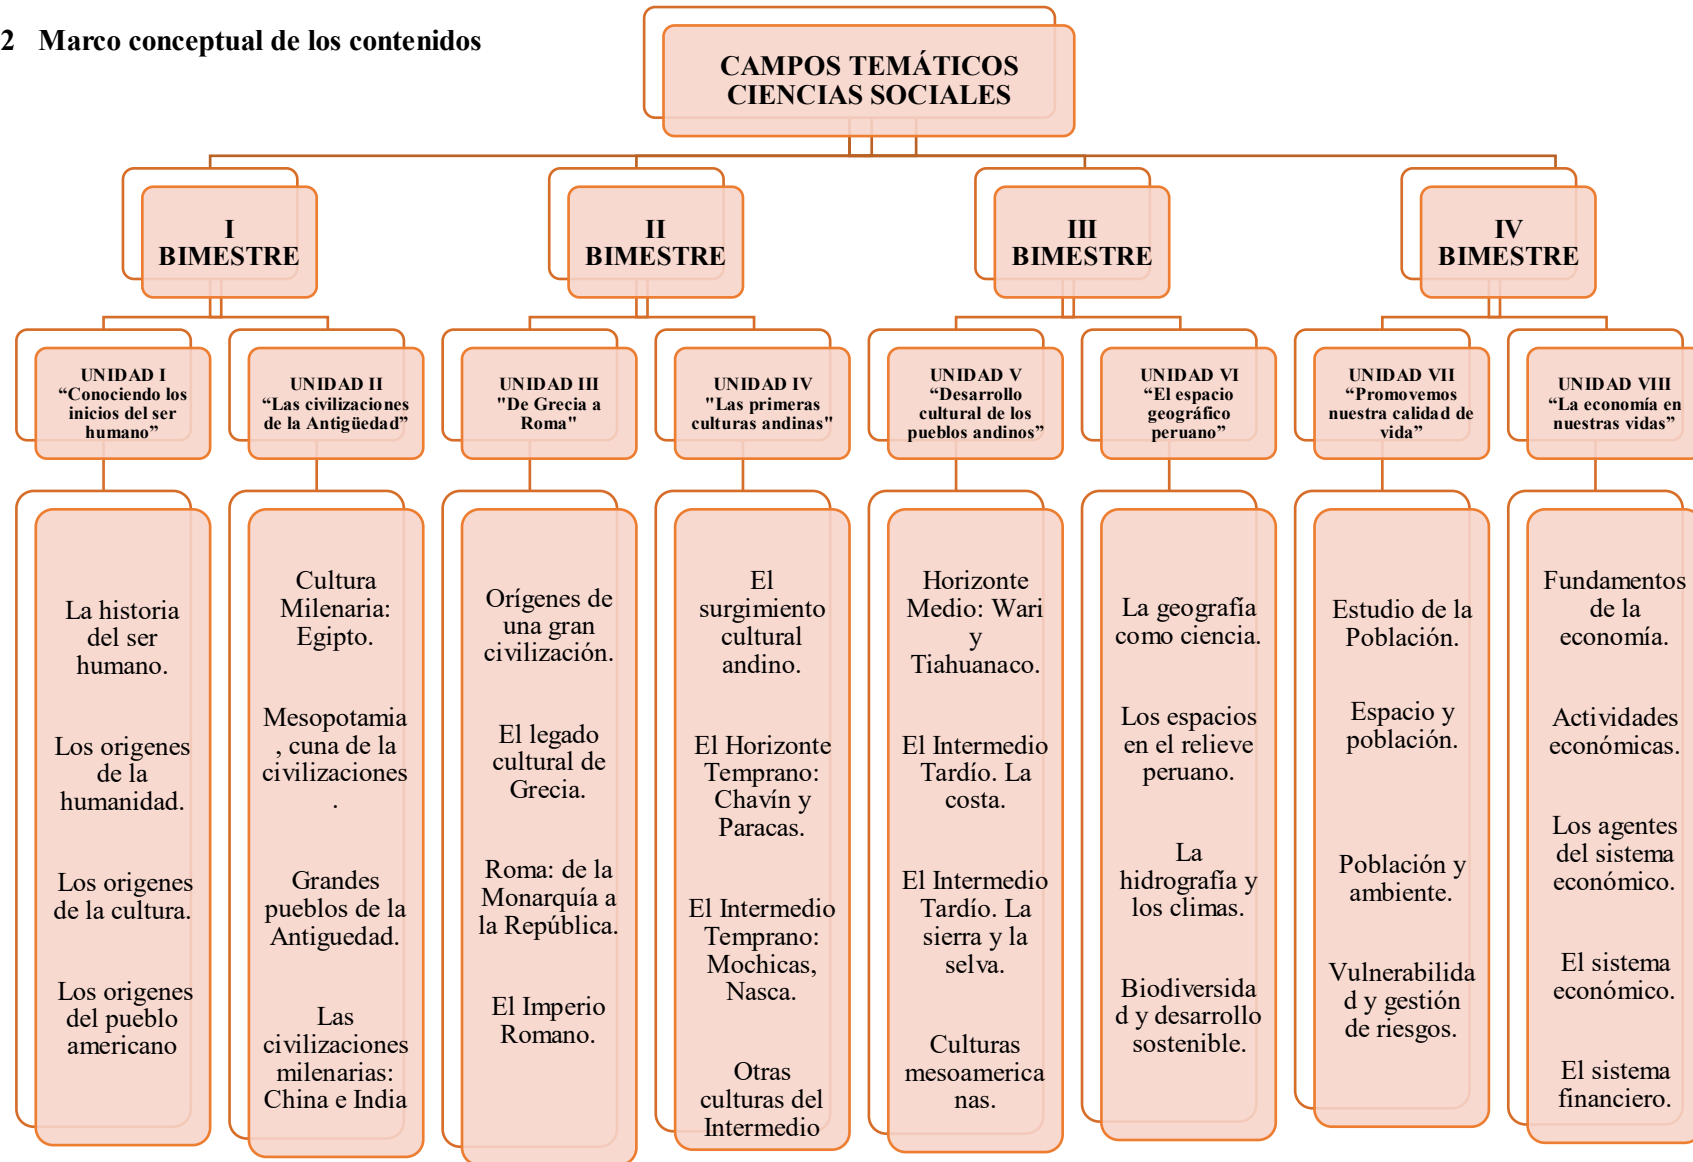 2 Marco conceptual de los contenidos
CAMPOS TEMÁTICOS
CIENCIAS SOCIALES
I
BIMESTRE
II
BIMESTRE
III
BIMESTRE
IV
BIMESTRE
UNIDAD I
“Conociendo los
inicios del ser
humano”
UNIDAD II
“Las civilizaciones
de la Antigüedad”
UNIDAD III
"De Grecia a
Roma"
UNIDAD IV
"Las primeras
culturas andinas"
UNIDAD V
“Desarrollo
cultural de los
pueblos andinos”
UNIDAD VI
“El espacio
geográfico
peruano”
UNIDAD VII
“Promovemos
nuestra calidad de
vida”
UNIDAD VIII
“La economía en
nuestras vidas”
La historia
del ser
humano.
Los origenes
de la
humanidad.
Los origenes
de la cultura.
Los origenes
del pueblo
americano
Cultura
Milenaria:
Egipto.
Mesopotamia
, cuna de la
civilizaciones
.
Grandes
pueblos de la
Antiguedad.
Las
civilizaciones
milenarias:
China e India
Orígenes de
una gran
civilización.
El legado
cultural de
Grecia.
Roma: de la
Monarquía a
la República.
El Imperio
Romano.
El
surgimiento
cultural
andino.
El Horizonte
Temprano:
Chavín y
Paracas.
El Intermedio
Temprano:
Mochicas,
Nasca.
Otras
culturas del
Intermedio
Horizonte
Medio: Wari
y
Tiahuanaco.
El Intermedio
Tardío. La
costa.
El Intermedio
Tardío. La
sierra y la
selva.
Culturas
mesoamerica
nas.
La geografía
como ciencia.
Los espacios
en el relieve
peruano.
La
hidrografía y
los climas.
Biodiversida
d y desarrollo
sostenible.
Estudio de la
Población.
Espacio y
población.
Población y
ambiente.
Vulnerabilida
d y gestión
de riesgos.
Fundamentos
de la
economía.
Actividades
económicas.
Los agentes
del sistema
económico.
El sistema
económico.
El sistema
financiero.